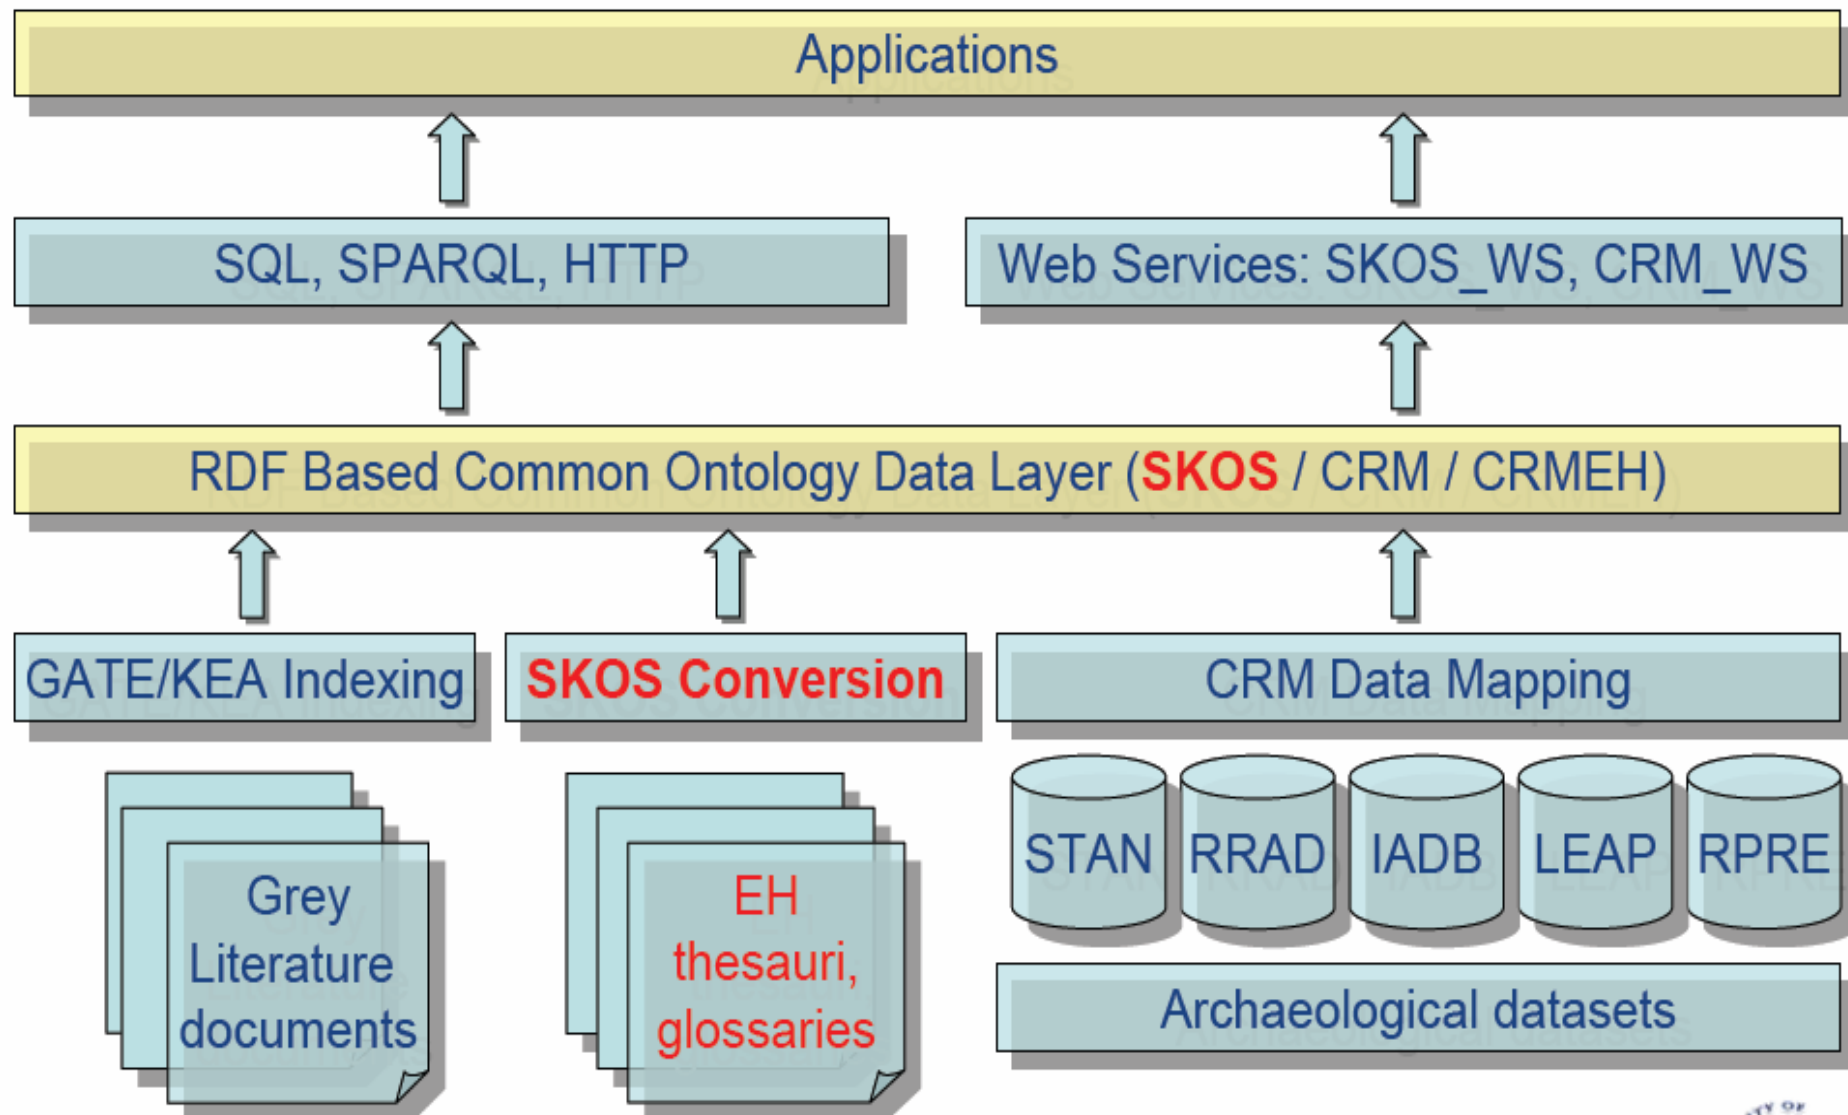 Applications
SQL, SPARQL, HTTP
Web Services: SKOS_WS, CRM_WS
RDF Based Common Ontology Data Layer (SKOS / CRM / CRMEH)
GATE/KEA Indexing
SKOS Conversion
CRM Data Mapping
Grey
Literature
documents
EH
thesauri,
glossaries
STAN
RRAD
IADB
LEAP
RPRE
Archaeological datasets